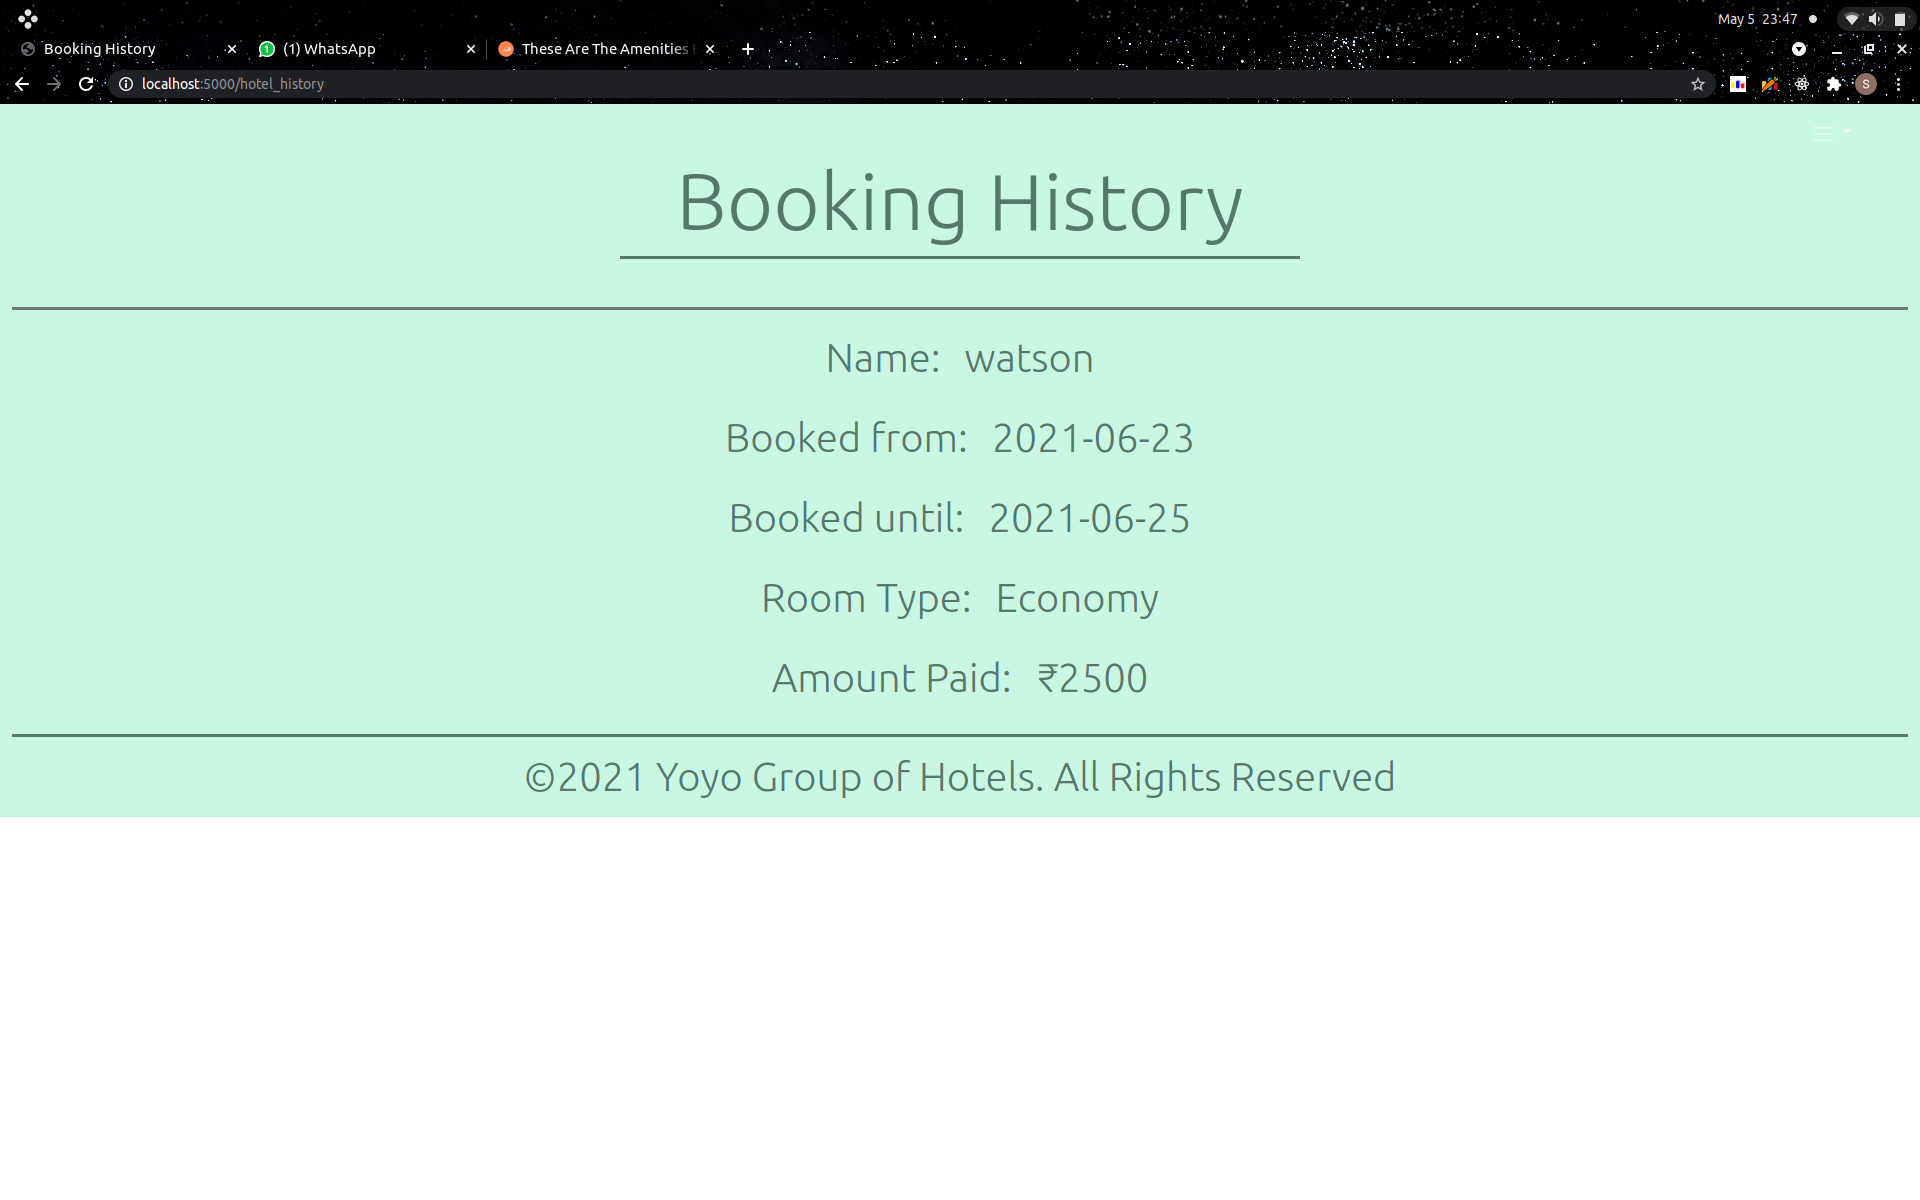 May 5 23:47
Booking History
(1) WhatsApp
These Are The Amenities
localhost:5000/hotel_history
S
Booking History
Name: watson
Booked from: 2021-06-23
Booked until: 2021-06-25
Room Type: Economy
Amount Paid: ₹2500
©2021 Yoyo Group of Hotels. All Rights Reserved